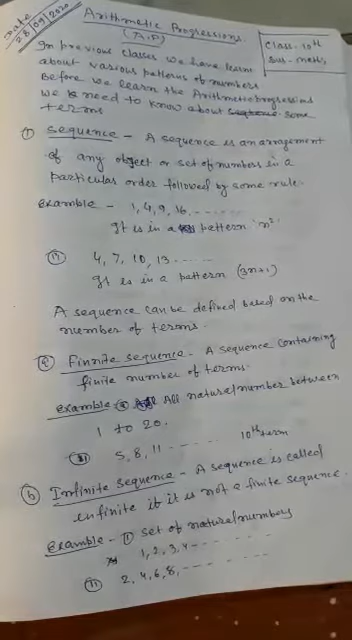 Date
28/09/2020
Arithmetic Progressions
(A.P)
Class - 10th
Sub - maths
In previous classes we have learn
about various patterns of numbers
Before we learn the Arithmetic progressions
we need to know about some
terms
① Sequence - A sequence is an arragement
of any object or set of numbers in a
particular order followed by some rule.
Example - 1, 4, 9, 16, - - - - - -
It is in a pettern 'n²'
(ii) 4, 7, 10, 13 - - - - -
It is in a pettern (3n+1)
A sequence can be defined based on the
number of terms.
ⓐ Finite sequence - A sequence containing
finite number of terms.
Example - All natural number between
1 to 20.
(ii) 5, 8, 11 - - - - - 10th term
ⓑ Infinite sequence - A sequence is called
infinite if it is not a finite sequence.
Example - ① set of natural numbers
1, 2, 3, 4 - - - - - - -
(ii) 2, 4, 6, 8, - - - - - - -